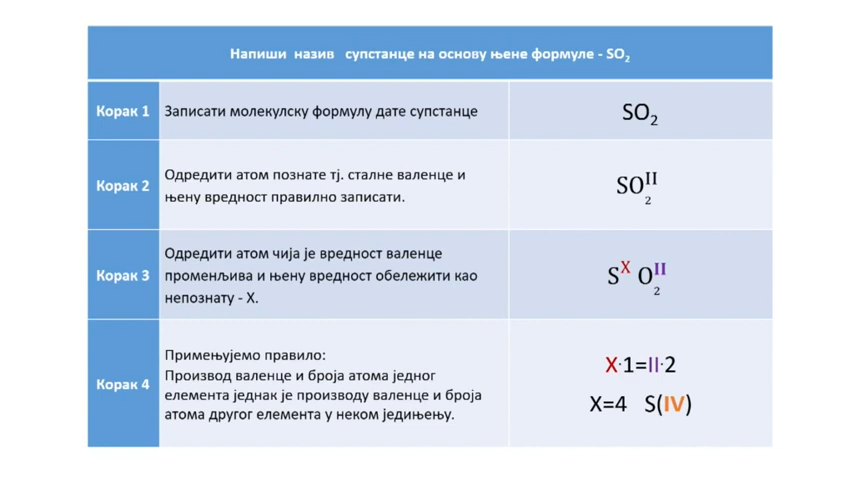 Напиши назив супстанце на основу њене формуле - SO₂
Корак 1
Записати молекулску формулу дате супстанце
SO₂
Корак 2
Одредити атом познате тј. сталне валенце и
њену вредност правилно записати.
SO₂ᴵᴵ
Корак 3
Одредити атом чија је вредност валенце
променљива и њену вредност обележити као
непознату - X.
Sˣ O₂ᴵᴵ
Корак 4
Примењујемо правило:
Производ валенце и броја атома једног
елемента једнак је производу валенце и броја
атома другог елемента у неком једињењу.
X·1=II·2
X=4 S(IV)